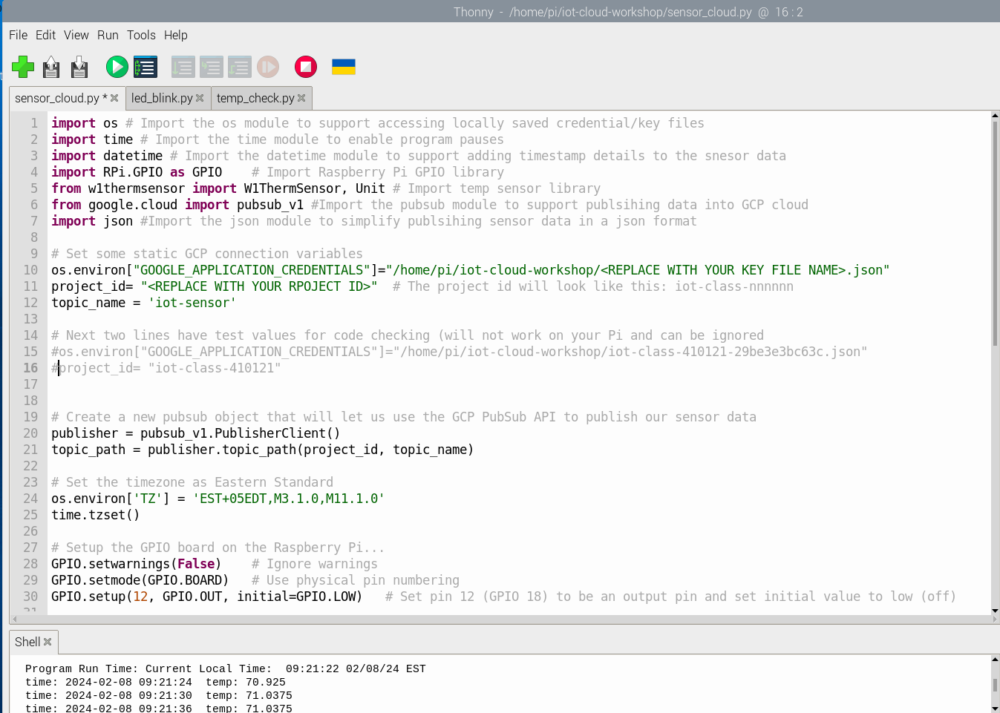 Thonny - /home/pi/iot-cloud-workshop/sensor_cloud.py @ 16 : 2
File Edit View Run Tools Help
sensor_cloud.py * led_blink.py temp_check.py
1 import os # Import the os module to support accessing locally saved credential/key files
2 import time # Import the time module to enable program pauses
3 import datetime # Import the datetime module to support adding timestamp details to the snesor data
4 import RPi.GPIO as GPIO    # Import Raspberry Pi GPIO library
5 from w1thermsensor import W1ThermSensor, Unit # Import temp sensor library
6 from google.cloud import pubsub_v1 #Import the pubsub module to support publsihing data into GCP cloud
7 import json #Import the json module to simplify publsihing sensor data in a json format
8
9 # Set some static GCP connection variables
10 os.environ["GOOGLE_APPLICATION_CREDENTIALS"]="/home/pi/iot-cloud-workshop/<REPLACE WITH YOUR KEY FILE NAME>.json"
11 project_id= "<REPLACE WITH YOUR RPOJECT ID>"  # The project id will look like this: iot-class-nnnnnn
12 topic_name = 'iot-sensor'
13
14 # Next two lines have test values for code checking (will not work on your Pi and can be ignored
15 #os.environ["GOOGLE_APPLICATION_CREDENTIALS"]="/home/pi/iot-cloud-workshop/iot-class-410121-29be3e3bc63c.json"
16 #project_id= "iot-class-410121"
17
18
19 # Create a new pubsub object that will let us use the GCP PubSub API to publish our sensor data
20 publisher = pubsub_v1.PublisherClient()
21 topic_path = publisher.topic_path(project_id, topic_name)
22
23 # Set the timezone as Eastern Standard
24 os.environ['TZ'] = 'EST+05EDT,M3.1.0,M11.1.0'
25 time.tzset()
26
27 # Setup the GPIO board on the Raspberry Pi...
28 GPIO.setwarnings(False)    # Ignore warnings
29 GPIO.setmode(GPIO.BOARD)   # Use physical pin numbering
30 GPIO.setup(12, GPIO.OUT, initial=GPIO.LOW)   # Set pin 12 (GPIO 18) to be an output pin and set initial value to low (off)
31
Shell
Program Run Time: Current Local Time:  09:21:22 02/08/24 EST
time: 2024-02-08 09:21:24  temp: 70.925
time: 2024-02-08 09:21:30  temp: 71.0375
time: 2024-02-08 09:21:36  temp: 71.0375